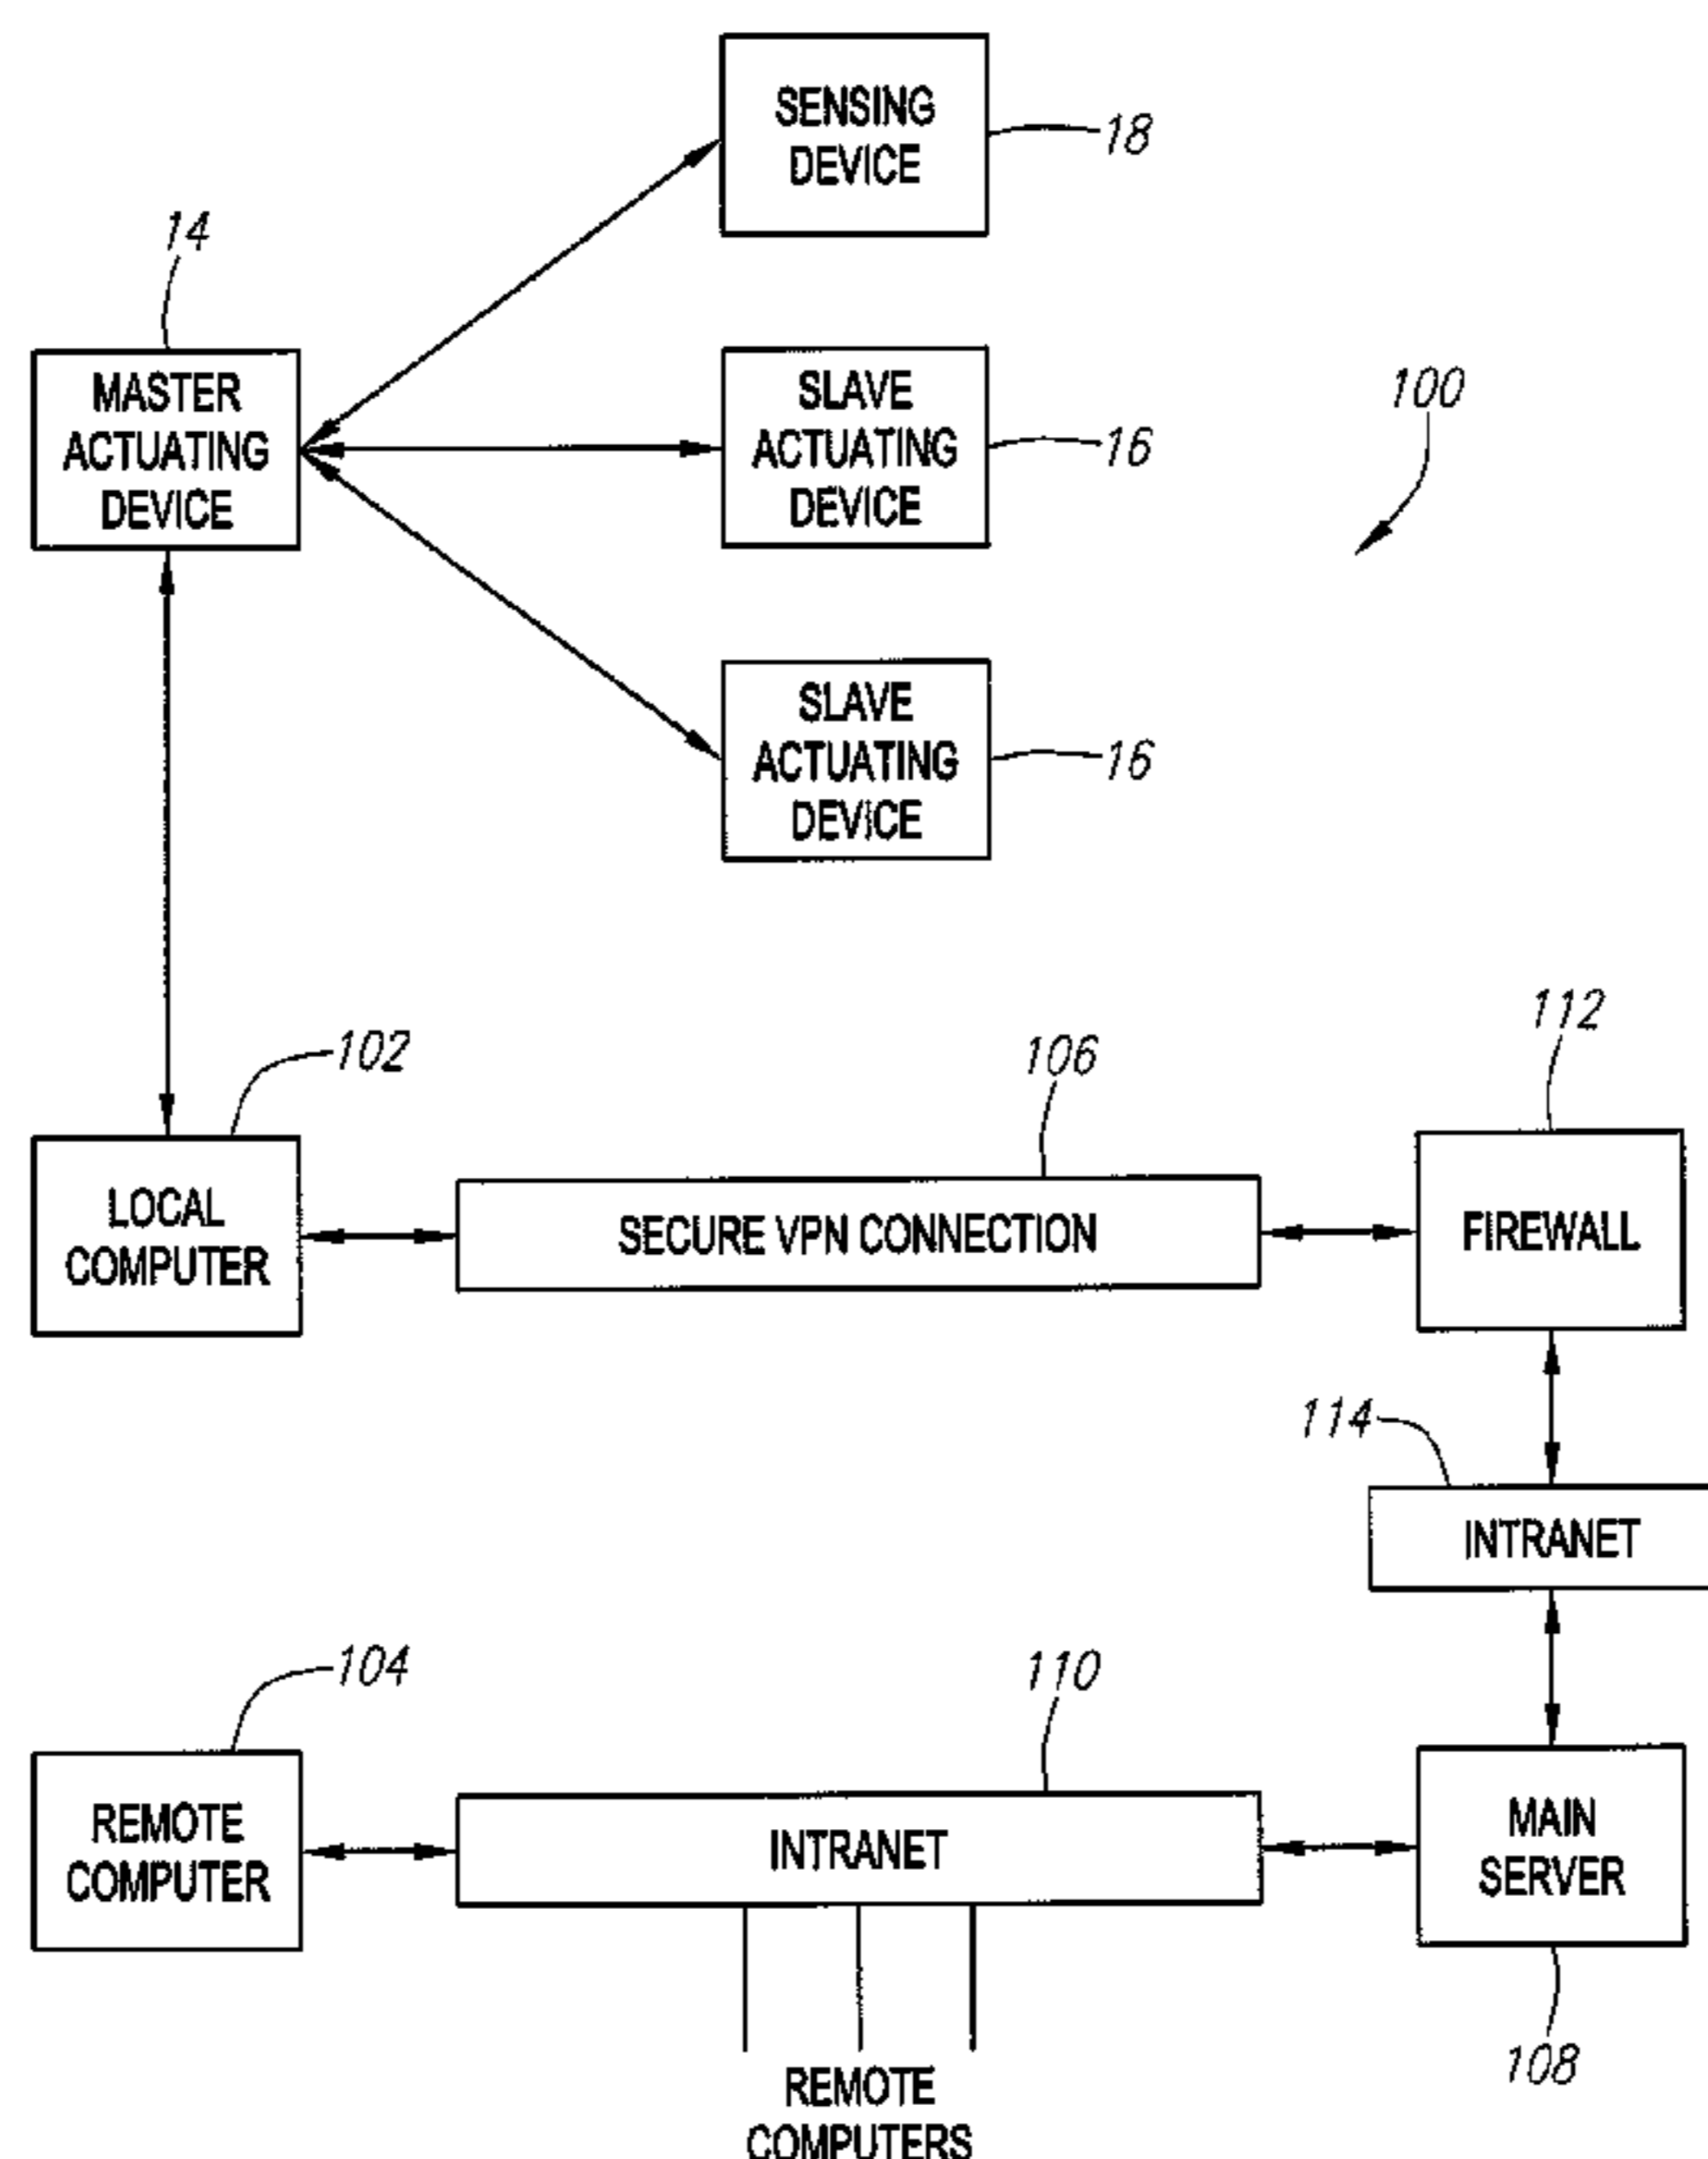 SENSING
DEVICE
18
14
MASTER
ACTUATING
DEVICE
SLAVE
ACTUATING
DEVICE
16
100
SLAVE
ACTUATING
DEVICE
16
102
106
112
LOCAL
COMPUTER
SECURE VPN CONNECTION
FIREWALL
114
INTRANET
104
110
REMOTE
COMPUTER
INTRANET
MAIN
SERVER
108
REMOTE
COMPUTERS